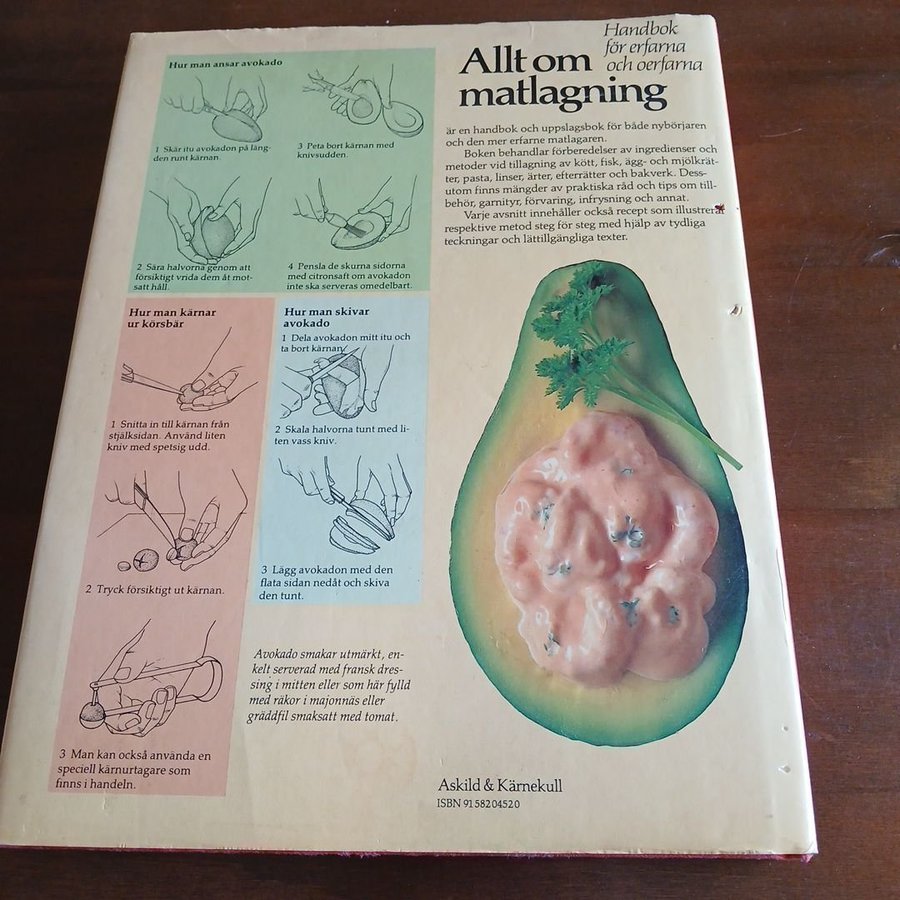 Hur man ansar avokado
1 Skär itu avokadon på läng-
den runt kärnan.
3 Peta bort kärnan med
knivsudden.
2 Sära halvorna genom att
försiktigt vrida dem åt mot-
satt håll.
4 Pensla de skurna sidorna
med citronsaft om avokadon
inte ska serveras omedelbart.
Hur man kärnar
ur körsbär
1 Snitta in till kärnan från
stjälksidan. Använd liten
kniv med spetsig udd.
2 Tryck försiktigt ut kärnan.
3 Man kan också använda en
speciell kärnurtagare som
finns i handeln.
Hur man skivar
avokado
1 Dela avokadon mitt itu och
ta bort kärnan.
2 Skala halvorna tunt med li-
ten vass kniv.
3 Lägg avokadon med den
flata sidan nedåt och skiva
den tunt.
Avokado smakar utmärkt, en-
kelt serverad med fransk dres-
sing i mitten eller som här fylld
med räkor i majonnäs eller
gräddfil smaksatt med tomat.
Allt om
matlagning
Handbok
för erfarna
och oerfarna
är en handbok och uppslagsbok för både nybörjaren
och den mer erfarne matlagaren.
Boken behandlar förberedelser av ingredienser och
metoder vid tillagning av kött, fisk, ägg- och mjölkrät-
ter, pasta, linser, ärter, efterrätter och bakverk. Dess-
utom finns mängder av praktiska råd och tips om till-
behör, garnityr, förvaring, infrysning och annat.
Varje avsnitt innehåller också recept som illustrerar
respektive metod steg för steg med hjälp av tydliga
teckningar och lättillgängliga texter.
Askild & Kärnekull
ISBN 9158204520